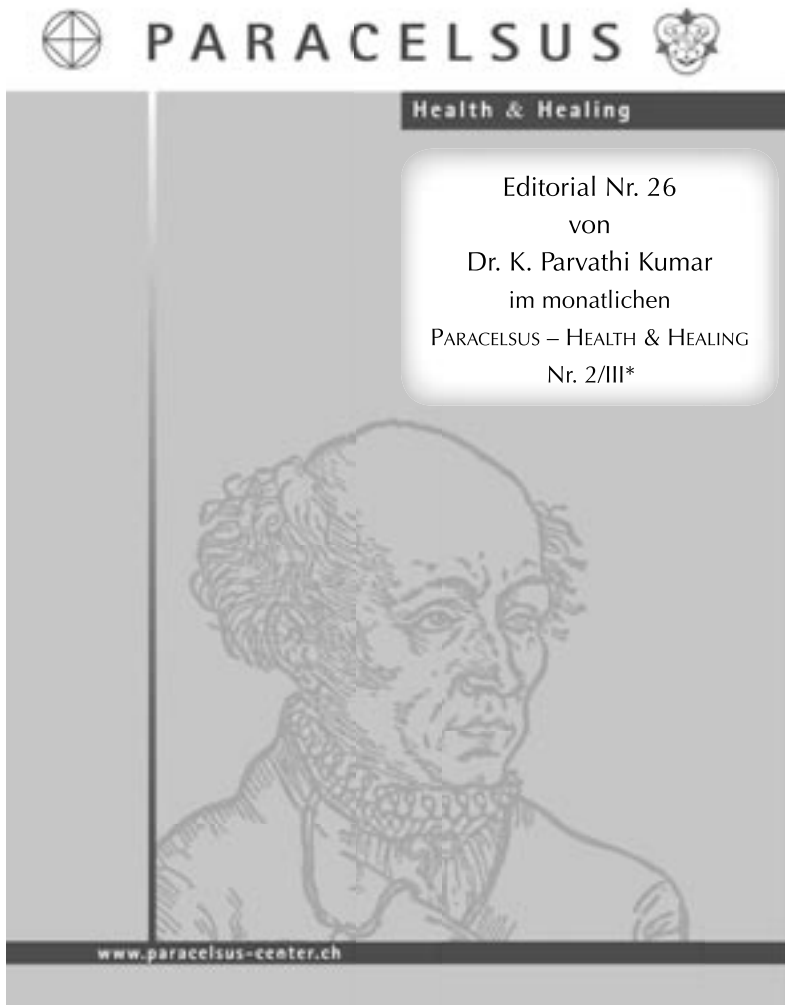 PARACELSUS
Health & Healing
Editorial Nr. 26
von
Dr. K. Parvathi Kumar
im monatlichen
PARACELSUS – HEALTH & HEALING
Nr. 2/III*
www.paracelsus-center.ch